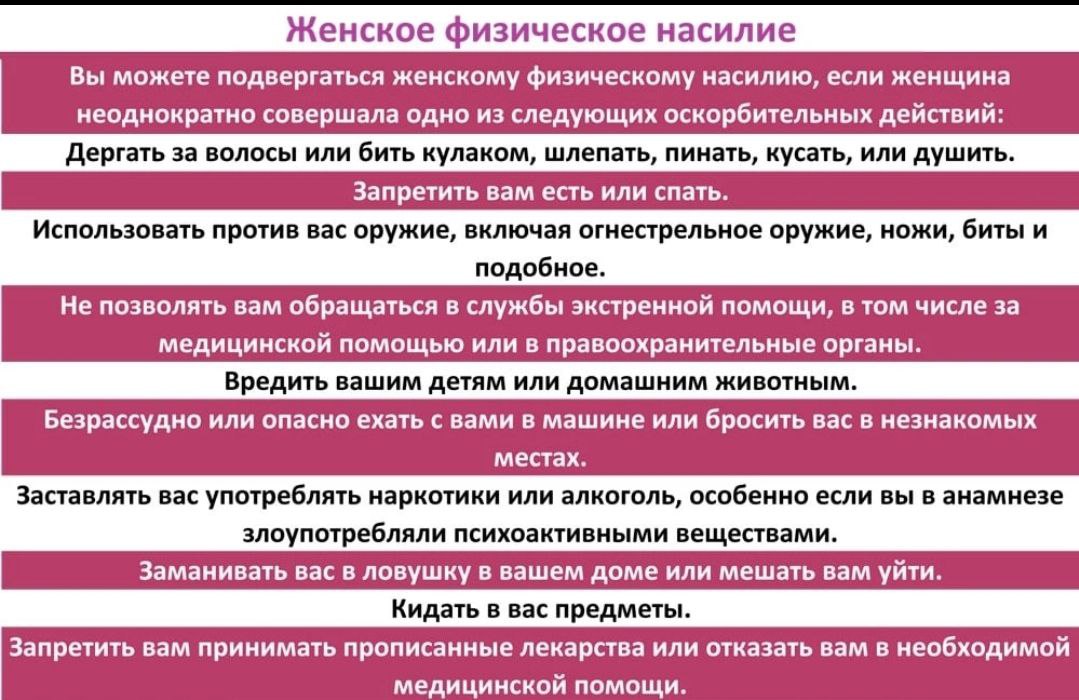 Женское физическое насилие
Вы можете подвергаться женскому физическому насилию, если женщина
неоднократно совершала одно из следующих оскорбительных действий:
Дергать за волосы или бить кулаком, шлепать, пинать, кусать, или душить.
Запретить вам есть или спать.
Использовать против вас оружие, включая огнестрельное оружие, ножи, биты и
подобное.
Не позволять вам обращаться в службы экстренной помощи, в том числе за
медицинской помощью или в правоохранительные органы.
Вредить вашим детям или домашним животным.
Безрассудно или опасно ехать с вами в машине или бросить вас в незнакомых
местах.
Заставлять вас употреблять наркотики или алкоголь, особенно если вы в анамнезе
злоупотребляли психоактивными веществами.
Заманивать вас в ловушку в вашем доме или мешать вам уйти.
Кидать в вас предметы.
Запретить вам принимать прописанные лекарства или отказать вам в необходимой
медицинской помощи.